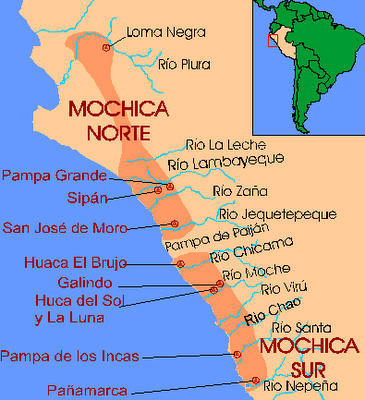 Loma Negra
Río Plura
MOCHICA
NORTE
Río La Leche
Río Lambayeque
Pampa Grande
Sipán
Río Zaña
Río Jequetepeque
San José de Moro
Pampa de Paiján
Río Chicama
Huaca El Brujo
Río Moche
Galindo
Río Virú
Huca del Sol
y La Luna
Río Chao
Río Santa
MOCHICA
SUR
Pampa de los Incas
Pañamarca
Río Nepeña